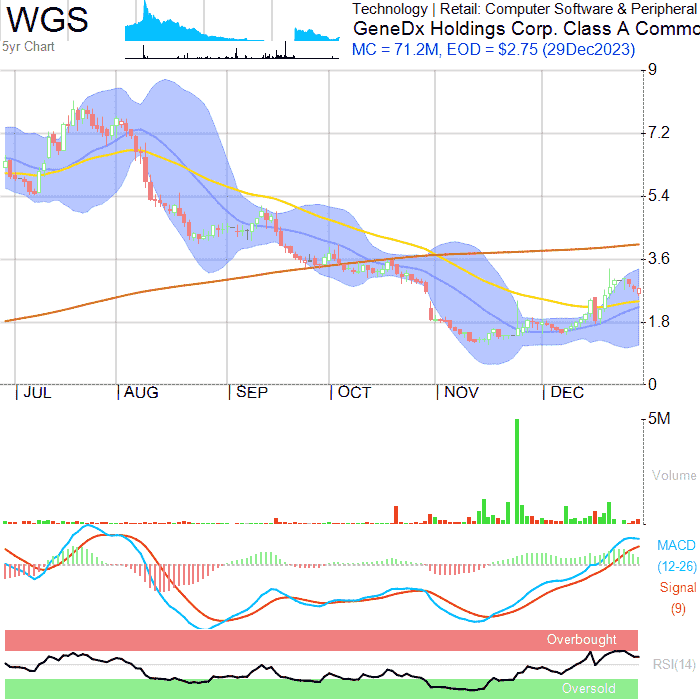 WGS
5yr Chart
Technology | Retail: Computer Software & Peripheral
GeneDx Holdings Corp. Class A Commo
MC = 71.2M, EOD = $2.75 (29Dec2023)
9
7.2
5.4
3.6
1.8
0
JUL AUG SEP OCT NOV DEC
5M
Volume
MACD
(12-26)
Signal
(9)
Overbought
RSI(14)
Oversold